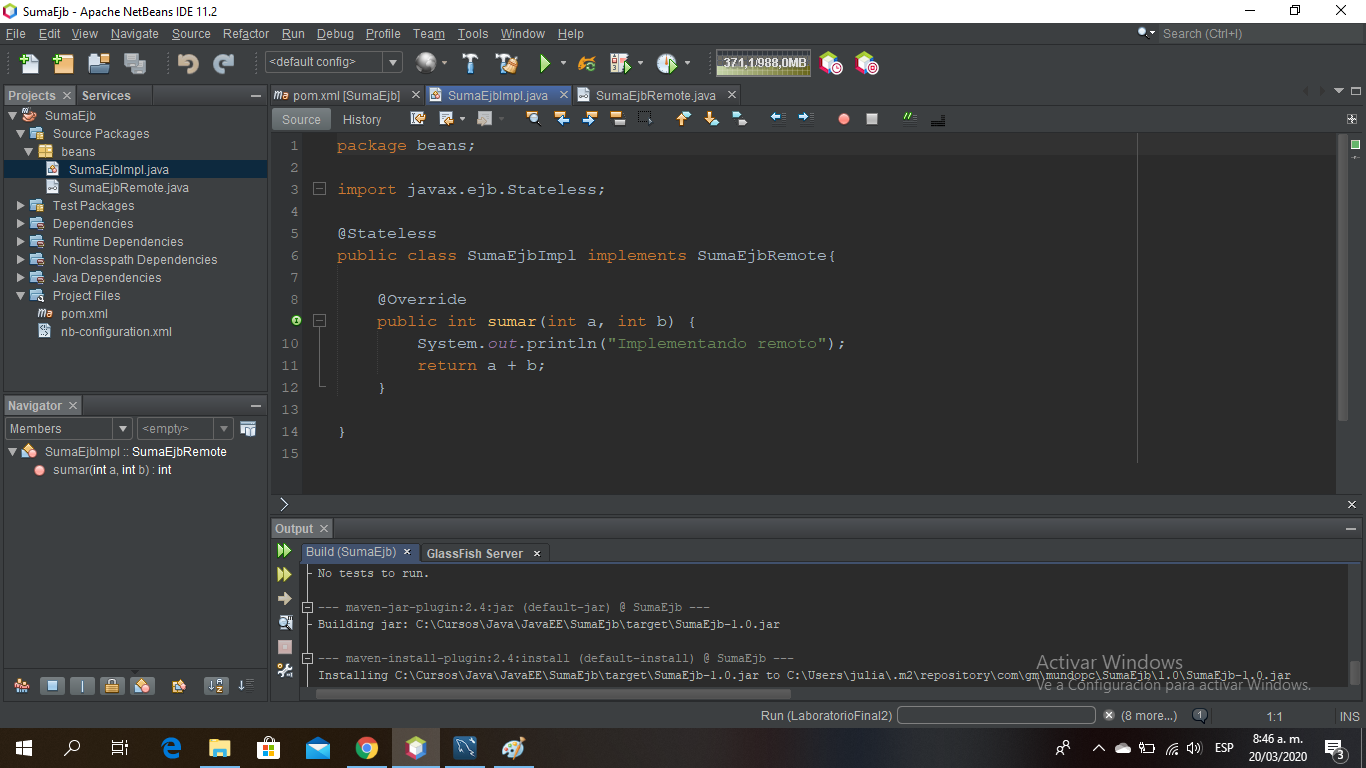 SumaEjb - Apache NetBeans IDE 11.2
File Edit View Navigate Source Refactor Run Debug Profile Team Tools Window Help
Search (Ctrl+I)
<default config>
371,1/988,0MB
Projects Services
SumaEjb
Source Packages
beans
SumaEjbImpl.java
SumaEjbRemote.java
Test Packages
Dependencies
Runtime Dependencies
Non-classpath Dependencies
Java Dependencies
Project Files
pom.xml
nb-configuration.xml
Navigator
Members <empty>
SumaEjbImpl :: SumaEjbRemote
sumar(int a, int b) : int
pom.xml [SumaEjb] SumaEjbImpl.java SumaEjbRemote.java
Source History
1 package beans;
2
3 import javax.ejb.Stateless;
4
5 @Stateless
6 public class SumaEjbImpl implements SumaEjbRemote{
7
8 @Override
public int sumar(int a, int b) {
10 System.out.println("Implementando remoto");
11 return a + b;
12 }
13
14 }
15
Output
Build (SumaEjb) GlassFish Server
No tests to run.
--- maven-jar-plugin:2.4:jar (default-jar) @ SumaEjb ---
Building jar: C:\Cursos\Java\JavaEE\SumaEjb\target\SumaEjb-1.0.jar
--- maven-install-plugin:2.4:install (default-install) @ SumaEjb ---
Installing C:\Cursos\Java\JavaEE\SumaEjb\target\SumaEjb-1.0.jar to C:\Users\julia\.m2\repository\com\gm\mundopc\SumaEjb\1.0\SumaEjb-1.0.jar
Activar Windows
Ve a Configuración para activar Windows.
Run (LaboratorioFinal2) (8 more...) 1 1:1 INS
ESP
8:46 a. m.
20/03/2020
3